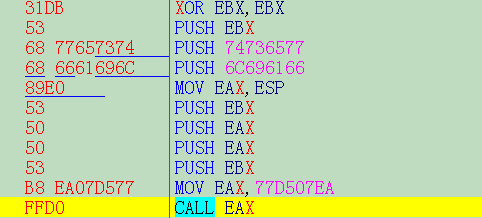 31DB XOR EBX,EBX
53 PUSH EBX
68 77657374 PUSH 74736577
68 6661696C PUSH 6C696166
89E0 MOV EAX,ESP
53 PUSH EBX
50 PUSH EAX
50 PUSH EAX
53 PUSH EBX
B8 EA07D577 MOV EAX,77D507EA
FFD0 CALL EAX